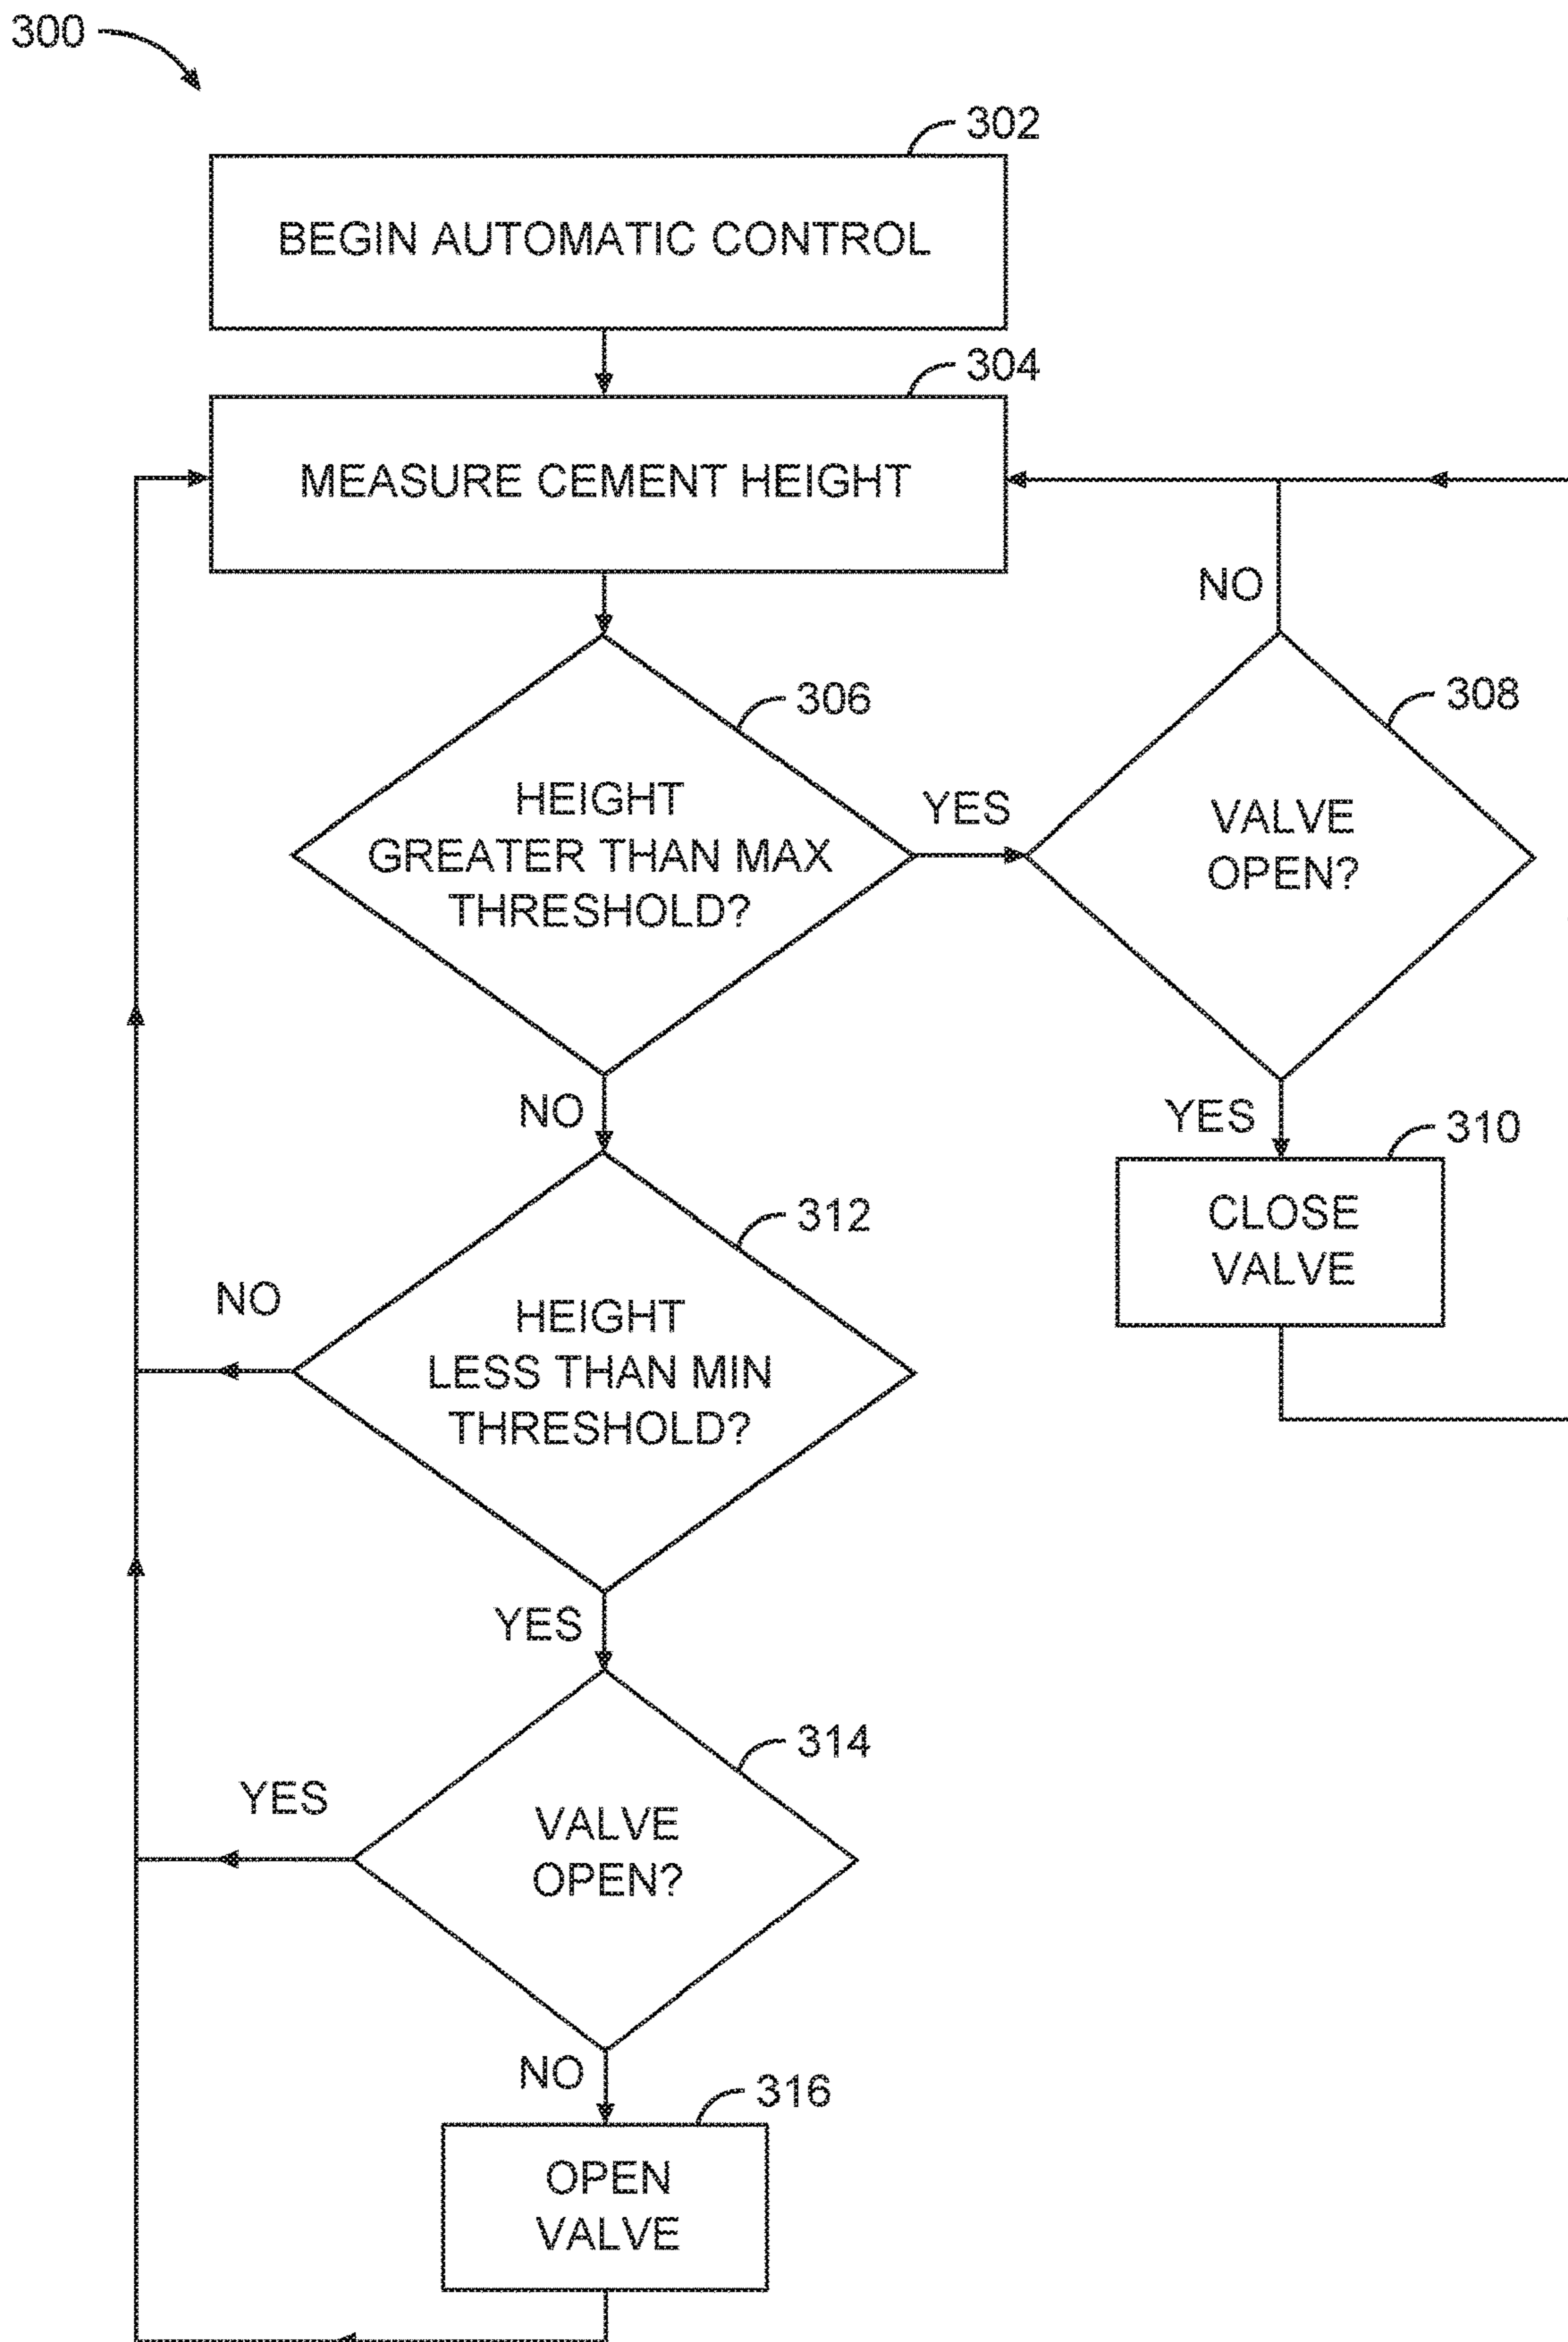 300
302
BEGIN AUTOMATIC CONTROL
304
MEASURE CEMENT HEIGHT
NO
306
308
HEIGHT
GREATER THAN MAX
THRESHOLD?
YES
VALVE
OPEN?
NO
YES
310
CLOSE
VALVE
312
NO
HEIGHT
LESS THAN MIN
THRESHOLD?
YES
314
YES
VALVE
OPEN?
NO
316
OPEN
VALVE